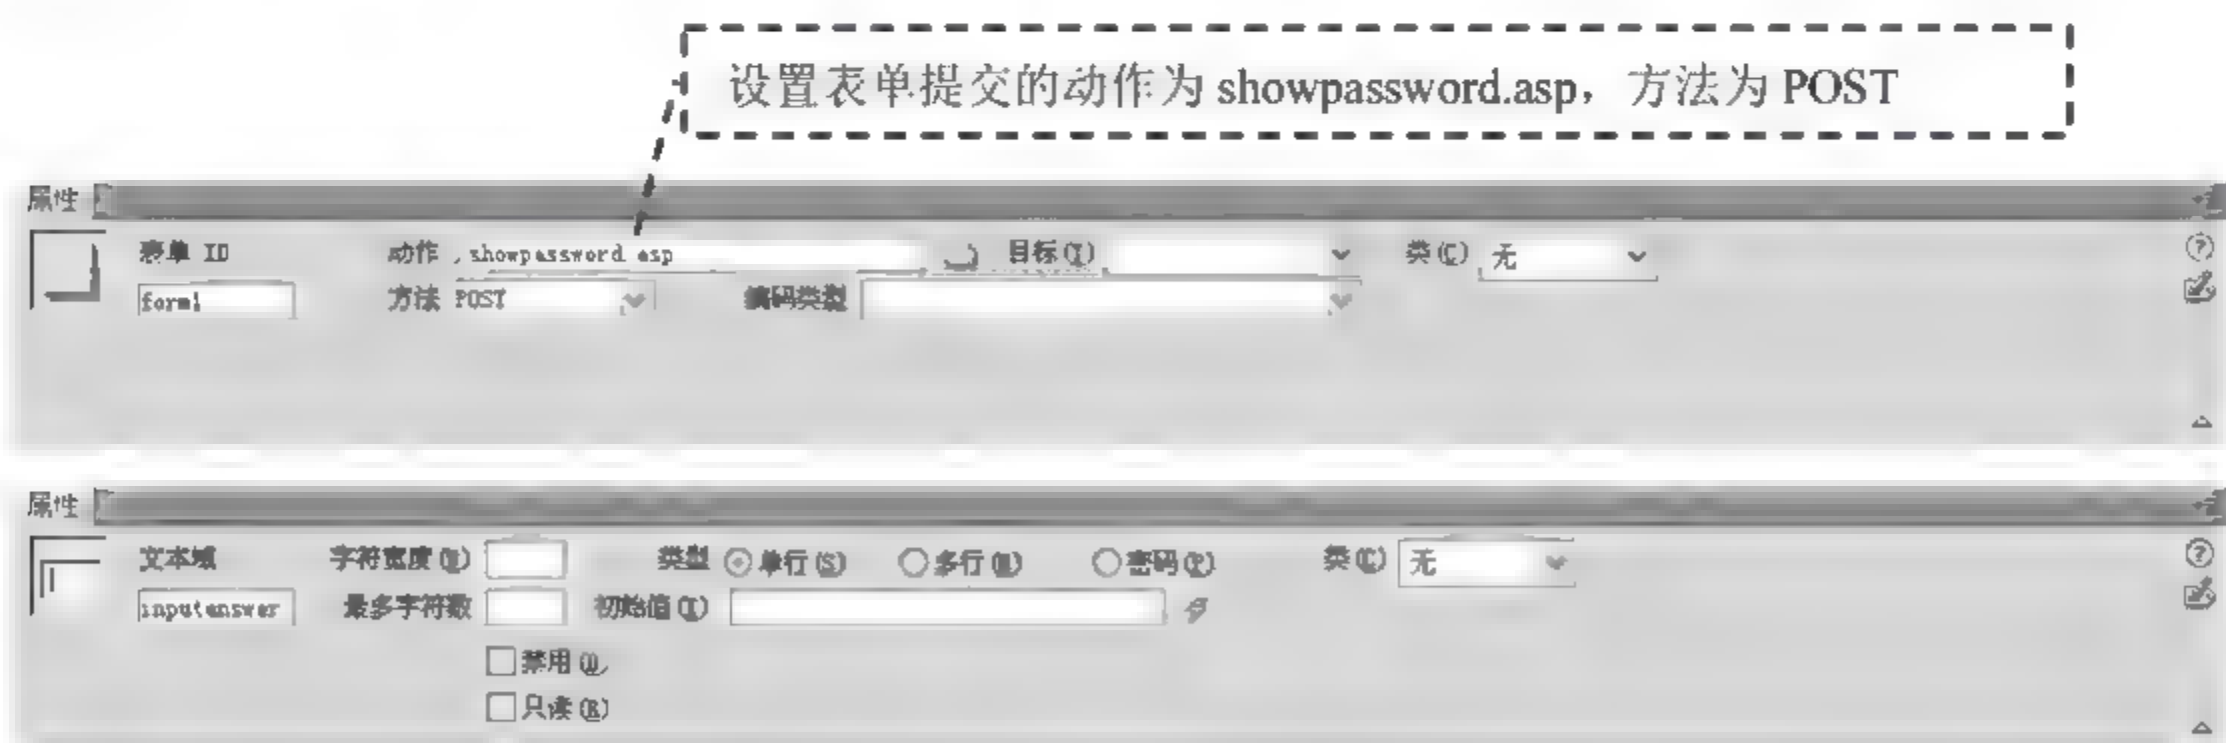 设置表单提交的动作为 showpassword.asp，方法为 POST
属性
表单 ID 动作 showpassword.asp 目标(T) 类(C) 无
form1 方法 POST 编码类型
属性
文本域 字符宽度(W) 类型 单行(S) 多行(M) 密码(P) 类(C) 无
inputanswer 最多字符数 初始值(I)
禁用(D)
只读(R)